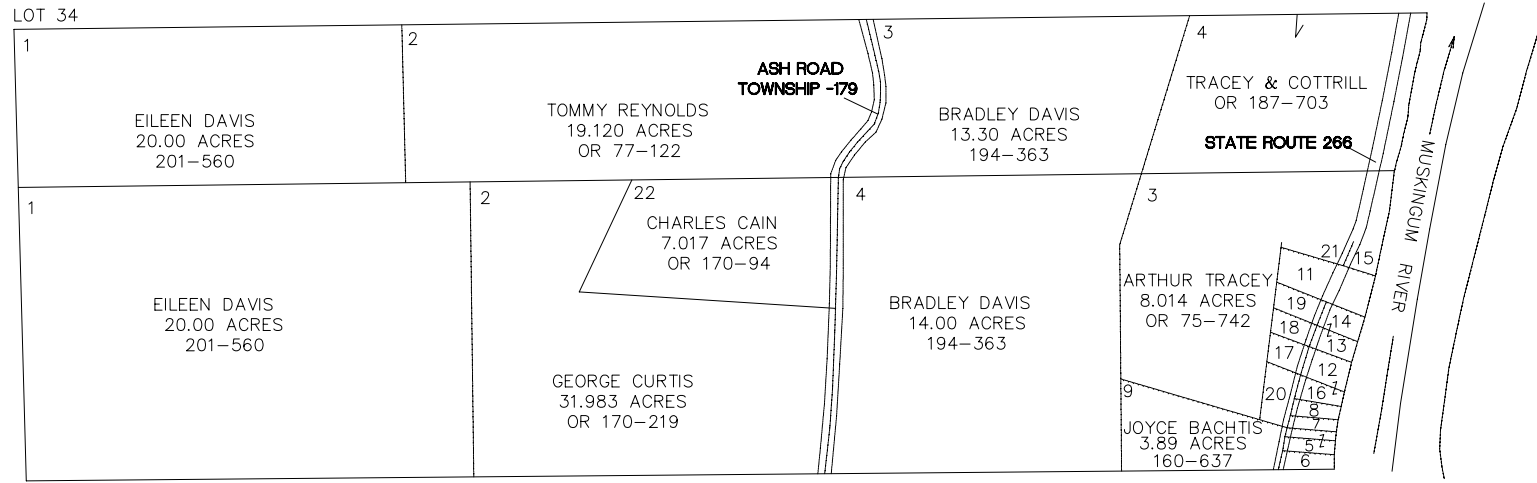 LOT 34
1
EILEEN DAVIS
20.00 ACRES
201-560
2
TOMMY REYNOLDS
19.120 ACRES
OR 77-122
ASH ROAD
TOWNSHIP -179
3
BRADLEY DAVIS
13.30 ACRES
194-363
4
TRACEY & COTTRILL
OR 187-703
STATE ROUTE 266
MUSKINGUM RIVER
1
EILEEN DAVIS
20.00 ACRES
201-560
2
GEORGE CURTIS
31.983 ACRES
OR 170-219
22
CHARLES CAIN
7.017 ACRES
OR 170-94
4
BRADLEY DAVIS
14.00 ACRES
194-363
3
ARTHUR TRACEY
8.014 ACRES
OR 75-742
9
JOYCE BACHTIS
3.89 ACRES
160-637
21
15
11
19
14
18
13
17
12
20
16
8
7
5
6